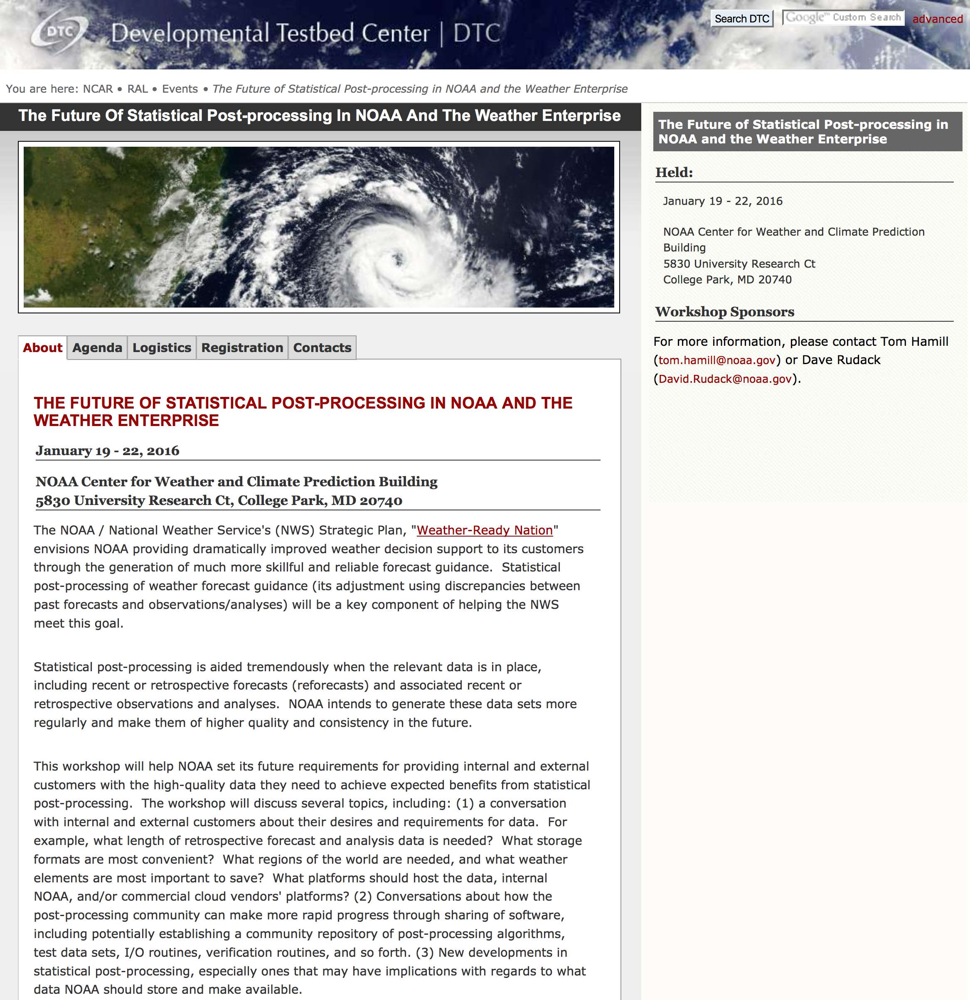 DTC
Developmental Testbed Center | DTC
Search DTC
Google™ Custom Search
advanced
You are here: NCAR • RAL • Events • The Future of Statistical Post-processing in NOAA and the Weather Enterprise
The Future Of Statistical Post-processing In NOAA And The Weather Enterprise
About
Agenda
Logistics
Registration
Contacts
THE FUTURE OF STATISTICAL POST-PROCESSING IN NOAA AND THE
WEATHER ENTERPRISE
January 19 - 22, 2016
NOAA Center for Weather and Climate Prediction Building
5830 University Research Ct, College Park, MD 20740
The NOAA / National Weather Service's (NWS) Strategic Plan, "Weather-Ready Nation"
envisions NOAA providing dramatically improved weather decision support to its customers
through the generation of much more skillful and reliable forecast guidance.  Statistical
post-processing of weather forecast guidance (its adjustment using discrepancies between
past forecasts and observations/analyses) will be a key component of helping the NWS
meet this goal.
Statistical post-processing is aided tremendously when the relevant data is in place,
including recent or retrospective forecasts (reforecasts) and associated recent or
retrospective observations and analyses.  NOAA intends to generate these data sets more
regularly and make them of higher quality and consistency in the future.
This workshop will help NOAA set its future requirements for providing internal and external
customers with the high-quality data they need to achieve expected benefits from statistical
post-processing.  The workshop will discuss several topics, including: (1) a conversation
with internal and external customers about their desires and requirements for data.  For
example, what length of retrospective forecast and analysis data is needed?  What storage
formats are most convenient?  What regions of the world are needed, and what weather
elements are most important to save?  What platforms should host the data, internal
NOAA, and/or commercial cloud vendors' platforms? (2) Conversations about how the
post-processing community can make more rapid progress through sharing of software,
including potentially establishing a community repository of post-processing algorithms,
test data sets, I/O routines, verification routines, and so forth. (3) New developments in
statistical post-processing, especially ones that may have implications with regards to what
data NOAA should store and make available.
The Future of Statistical Post-processing in
NOAA and the Weather Enterprise
Held:
January 19 - 22, 2016
NOAA Center for Weather and Climate Prediction
Building
5830 University Research Ct
College Park, MD 20740
Workshop Sponsors
For more information, please contact Tom Hamill
(tom.hamill@noaa.gov) or Dave Rudack
(David.Rudack@noaa.gov).